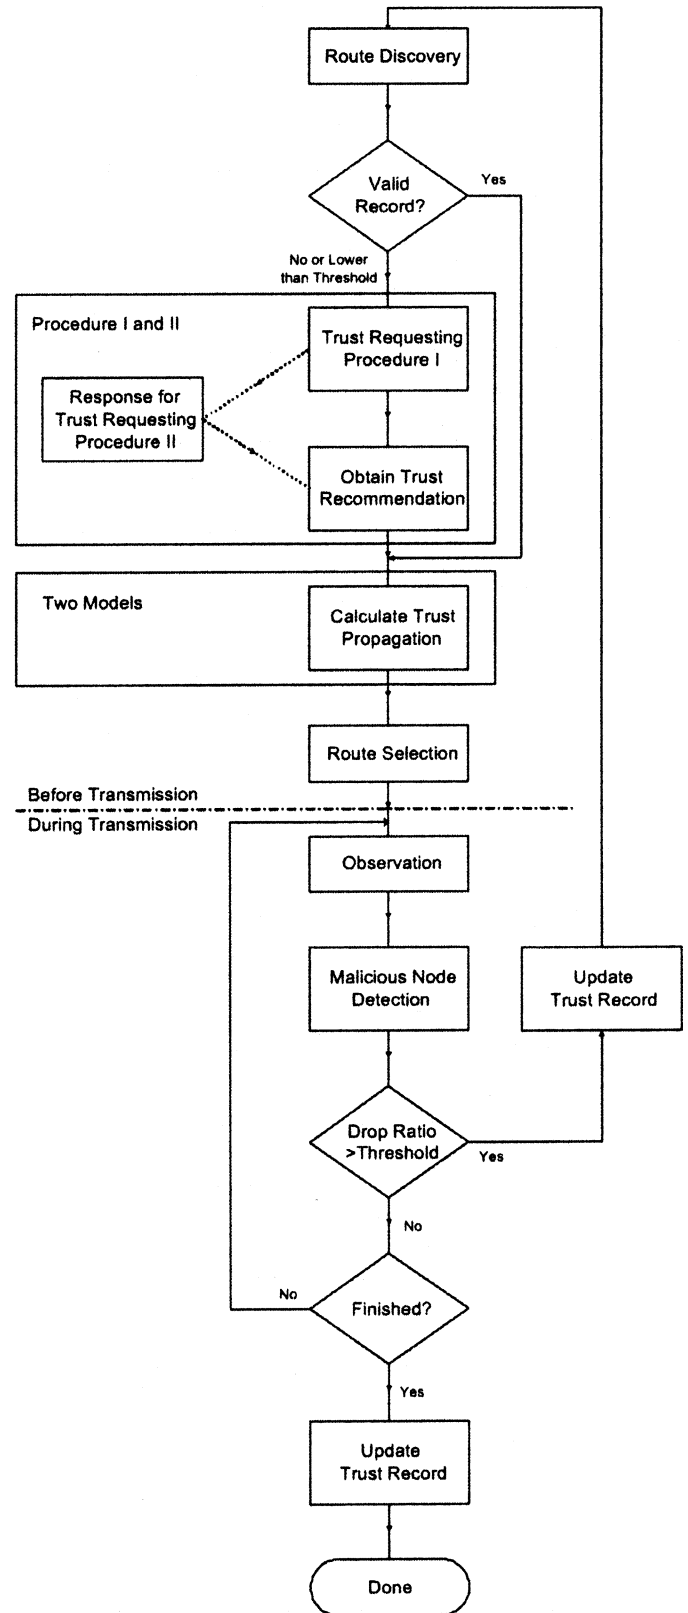 Route Discovery
Valid
Record?
Yes
No or Lower
than Threshold
Procedure I and II
Trust Requesting
Procedure I
Response for
Trust Requesting
Procedure II
Obtain Trust
Recommendation
Two Models
Calculate Trust
Propagation
Route Selection
Before Transmission
During Transmission
Observation
Malicious Node
Detection
Update
Trust Record
Drop Ratio
>Threshold
Yes
No
No
Finished?
Yes
Update
Trust Record
Done